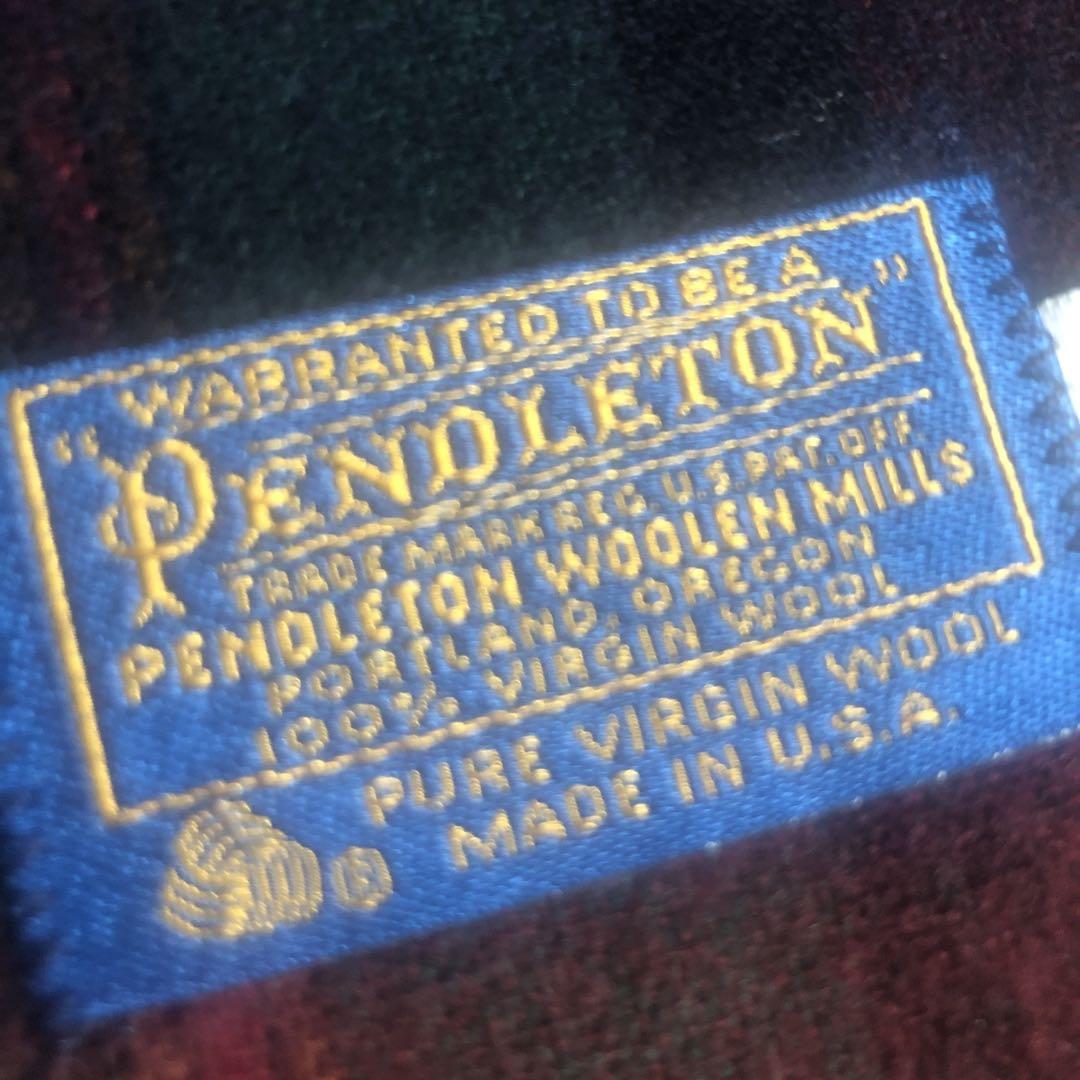 "WARRANTED TO BE A
PENDLETON"
TRADE MARK REG. U.S. PAT. OFF.
PENDLETON WOOLEN MILLS
PORTLAND, OREGON
100% VIRGIN WOOL
PURE VIRGIN WOOL
® MADE IN U.S.A.